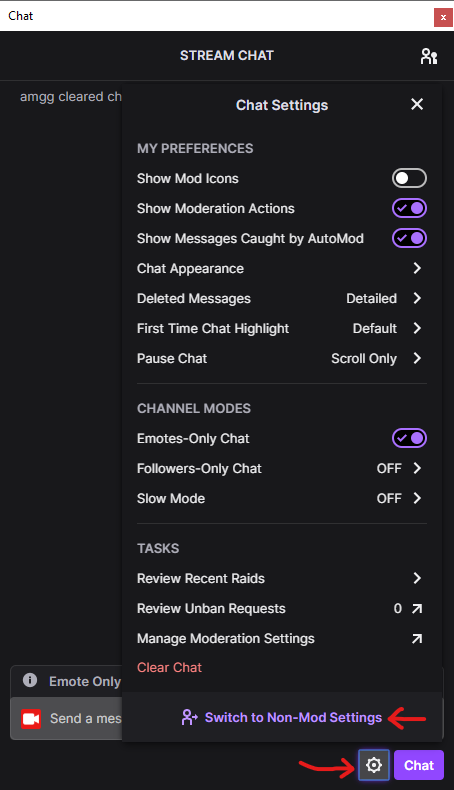 Chat
x
STREAM CHAT
amgg cleared ch
Chat Settings
MY PREFERENCES
Show Mod Icons
Show Moderation Actions
Show Messages Caught by AutoMod
Chat Appearance
Deleted Messages Detailed
First Time Chat Highlight Default
Pause Chat Scroll Only
CHANNEL MODES
Emotes-Only Chat
Followers-Only Chat OFF
Slow Mode OFF
TASKS
Review Recent Raids
Review Unban Requests 0
Manage Moderation Settings
Clear Chat
Emote Only
Send a mes
Switch to Non-Mod Settings
Chat